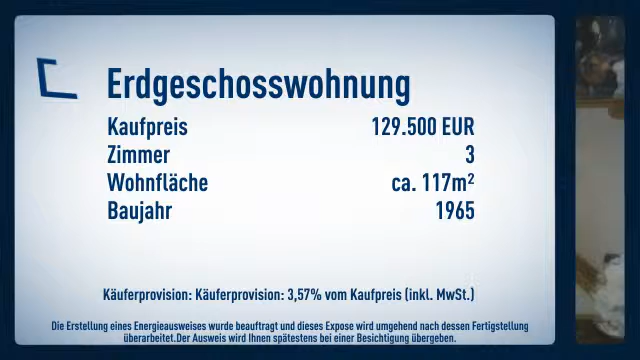 Erdgeschosswohnung
Kaufpreis 129.500 EUR
Zimmer 3
Wohnfläche ca. 117m²
Baujahr 1965
Käuferprovision: Käuferprovision: 3,57% vom Kaufpreis (inkl. MwSt.)
Die Erstellung eines Energieausweises wurde beauftragt und dieses Expose wird umgehend nach dessen Fertigstellung
überarbeitet.Der Ausweis wird Ihnen spätestens bei einer Besichtigung übergeben.